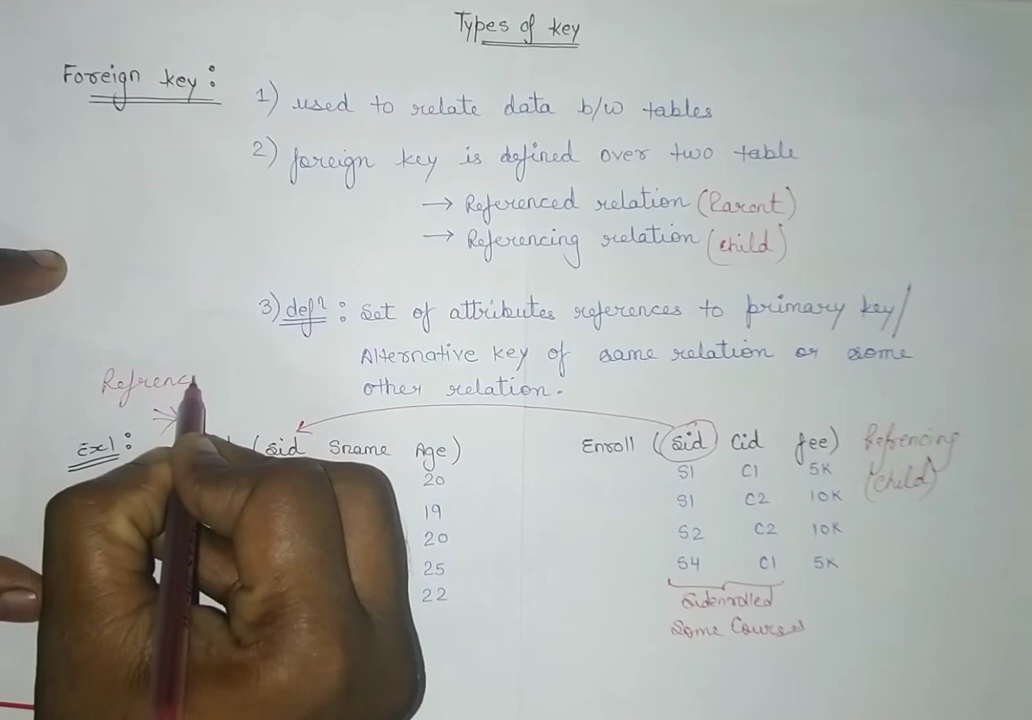 Types of key
Foreign key:
1) used to relate data b/w tables
2) foreign key is defined over two table
→ Referenced relation (Parent)
→ Referencing relation (child)
3) defn: Set of attributes references to primary key/
Alternative key of same relation or some
other relation.
Refrenc
Ex1: (sid Sname Age)
20
19
20
25
22
Enroll (sid Cid fee) Refrencing
(child)
S1 C1 5K
S1 C2 10K
S2 C2 10K
S4 C1 5K
Sid enrolled
Some Courses